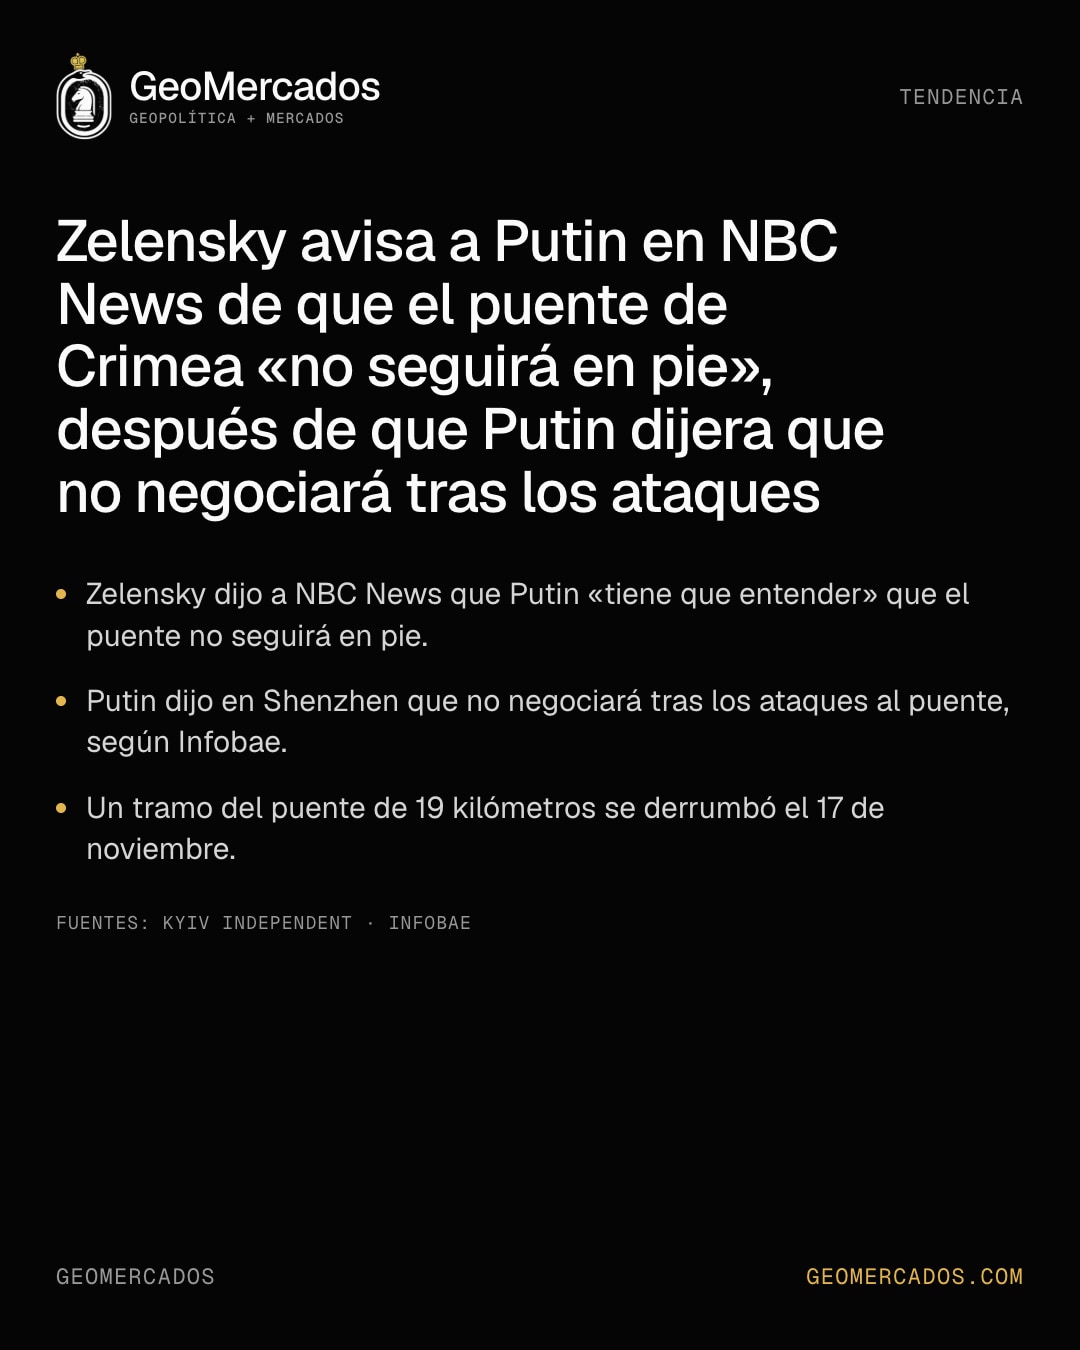 GeoMercados
GEOPOLÍTICA + MERCADOS
TENDENCIA
Zelensky avisa a Putin en NBC
News de que el puente de
Crimea «no seguirá en pie»,
después de que Putin dijera que
no negociará tras los ataques
• Zelensky dijo a NBC News que Putin «tiene que entender» que el
puente no seguirá en pie.
• Putin dijo en Shenzhen que no negociará tras los ataques al puente,
según Infobae.
• Un tramo del puente de 19 kilómetros se derrumbó el 17 de
noviembre.
FUENTES: KYIV INDEPENDENT · INFOBAE
GEOMERCADOS
GEOMERCADOS.COM